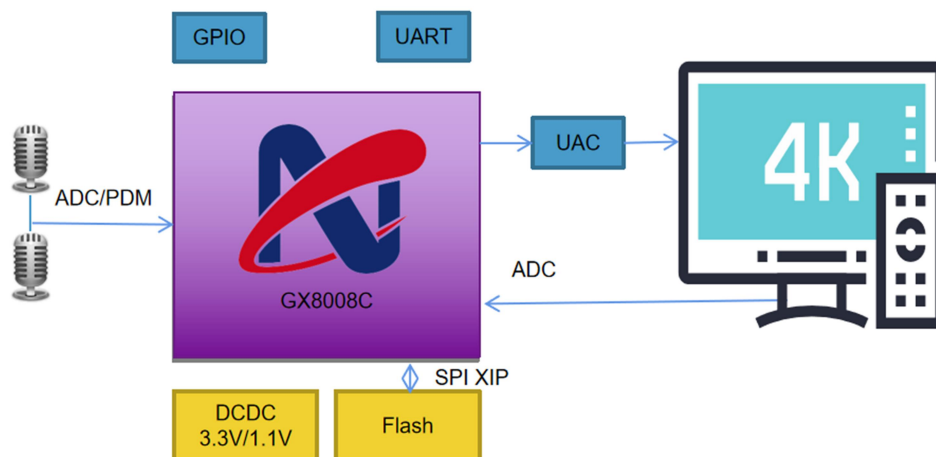 GPIO
UART
ADC/PDM
UAC
4K
ADC
GX8008C
SPI XIP
DCDC
3.3V/1.1V
Flash